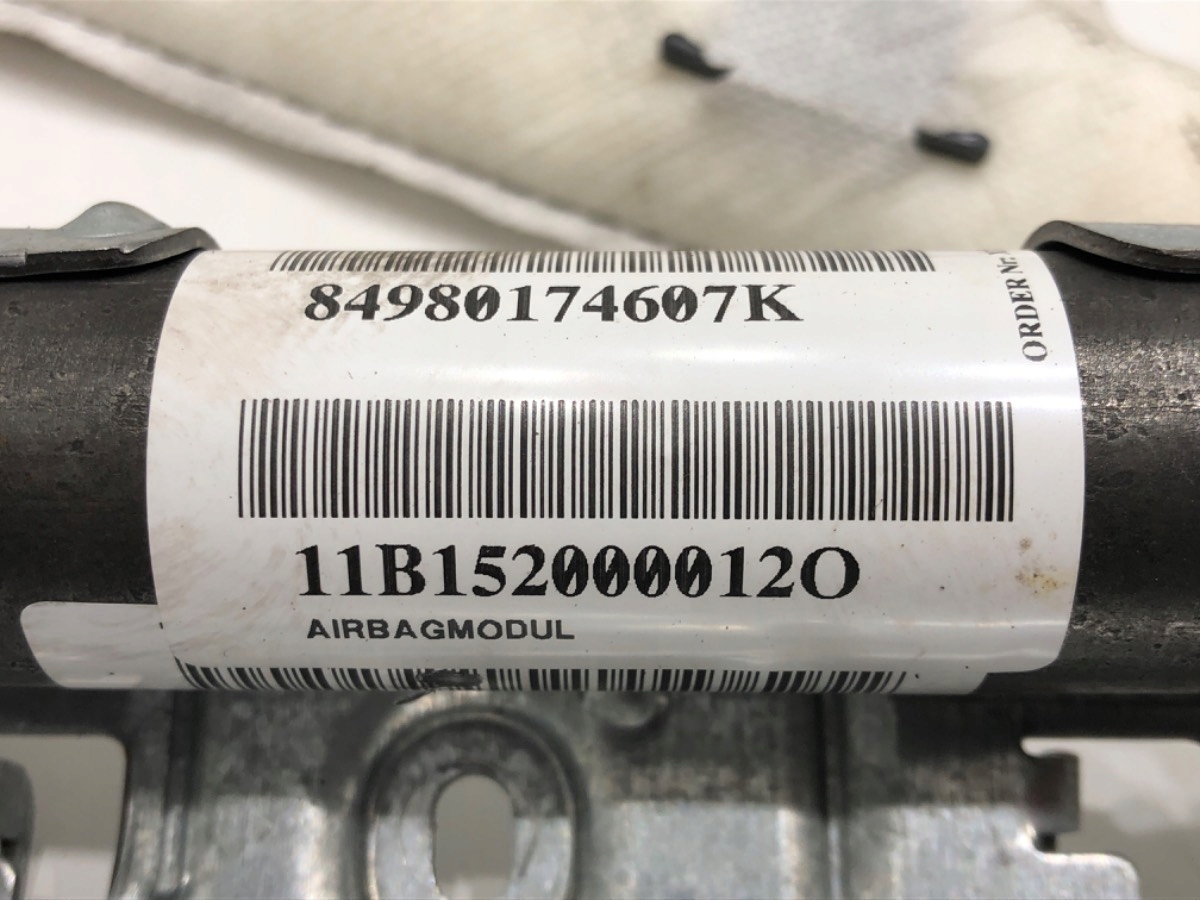 84980174607K
11B152000012O
AIRBAGMODUL
ORDER Nr.